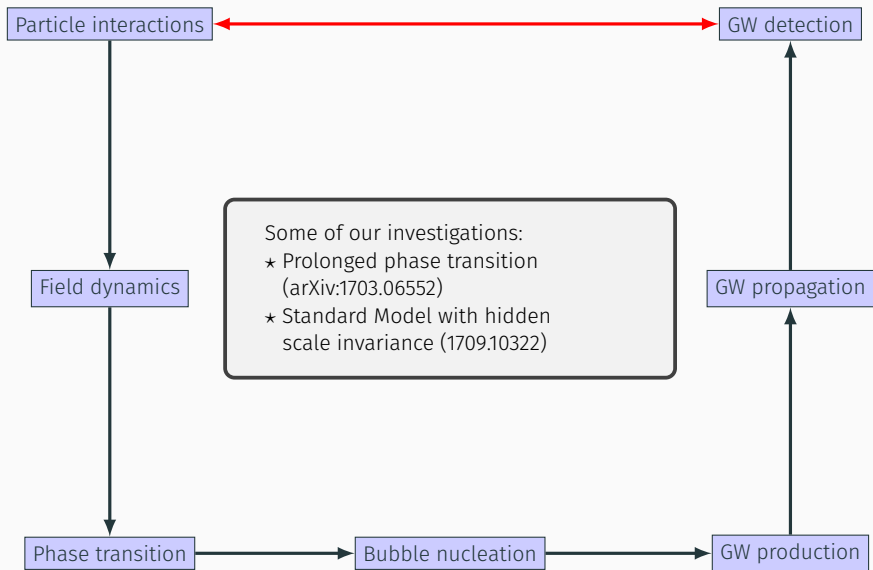 Particle interactions
GW detection
Some of our investigations:
⋆ Prolonged phase transition
(arXiv:1703.06552)
⋆ Standard Model with hidden
scale invariance (1709.10322)
Field dynamics
GW propagation
Phase transition
Bubble nucleation
GW production